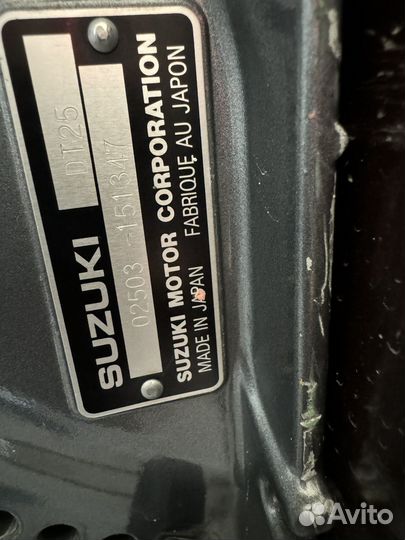 SUZUKI DT25
02503-151347
SUZUKI MOTOR CORPORATION
MADE IN JAPAN FABRIQUE AU JAPON
Avito